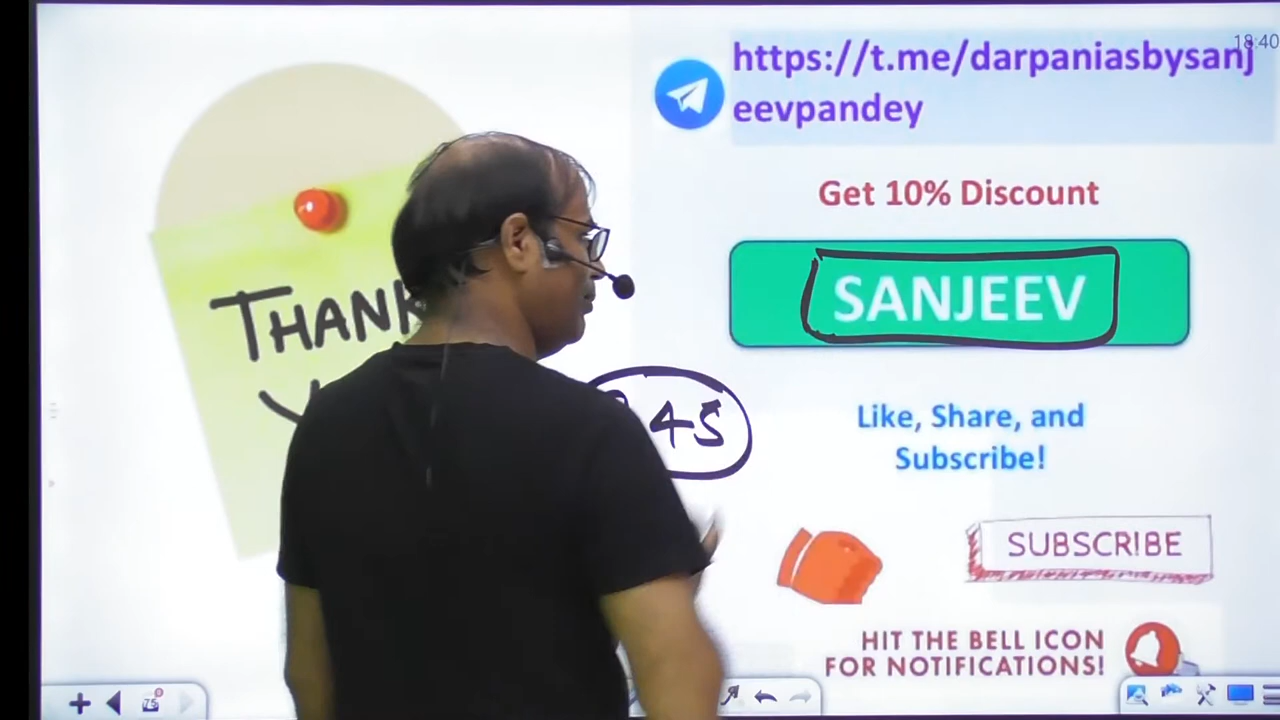 18:40
https://t.me/darpaniasbysanj
eevpandey
Get 10% Discount
SANJEEV
THANK
45
Like, Share, and
Subscribe!
SUBSCRIBE
HIT THE BELL ICON
FOR NOTIFICATIONS!